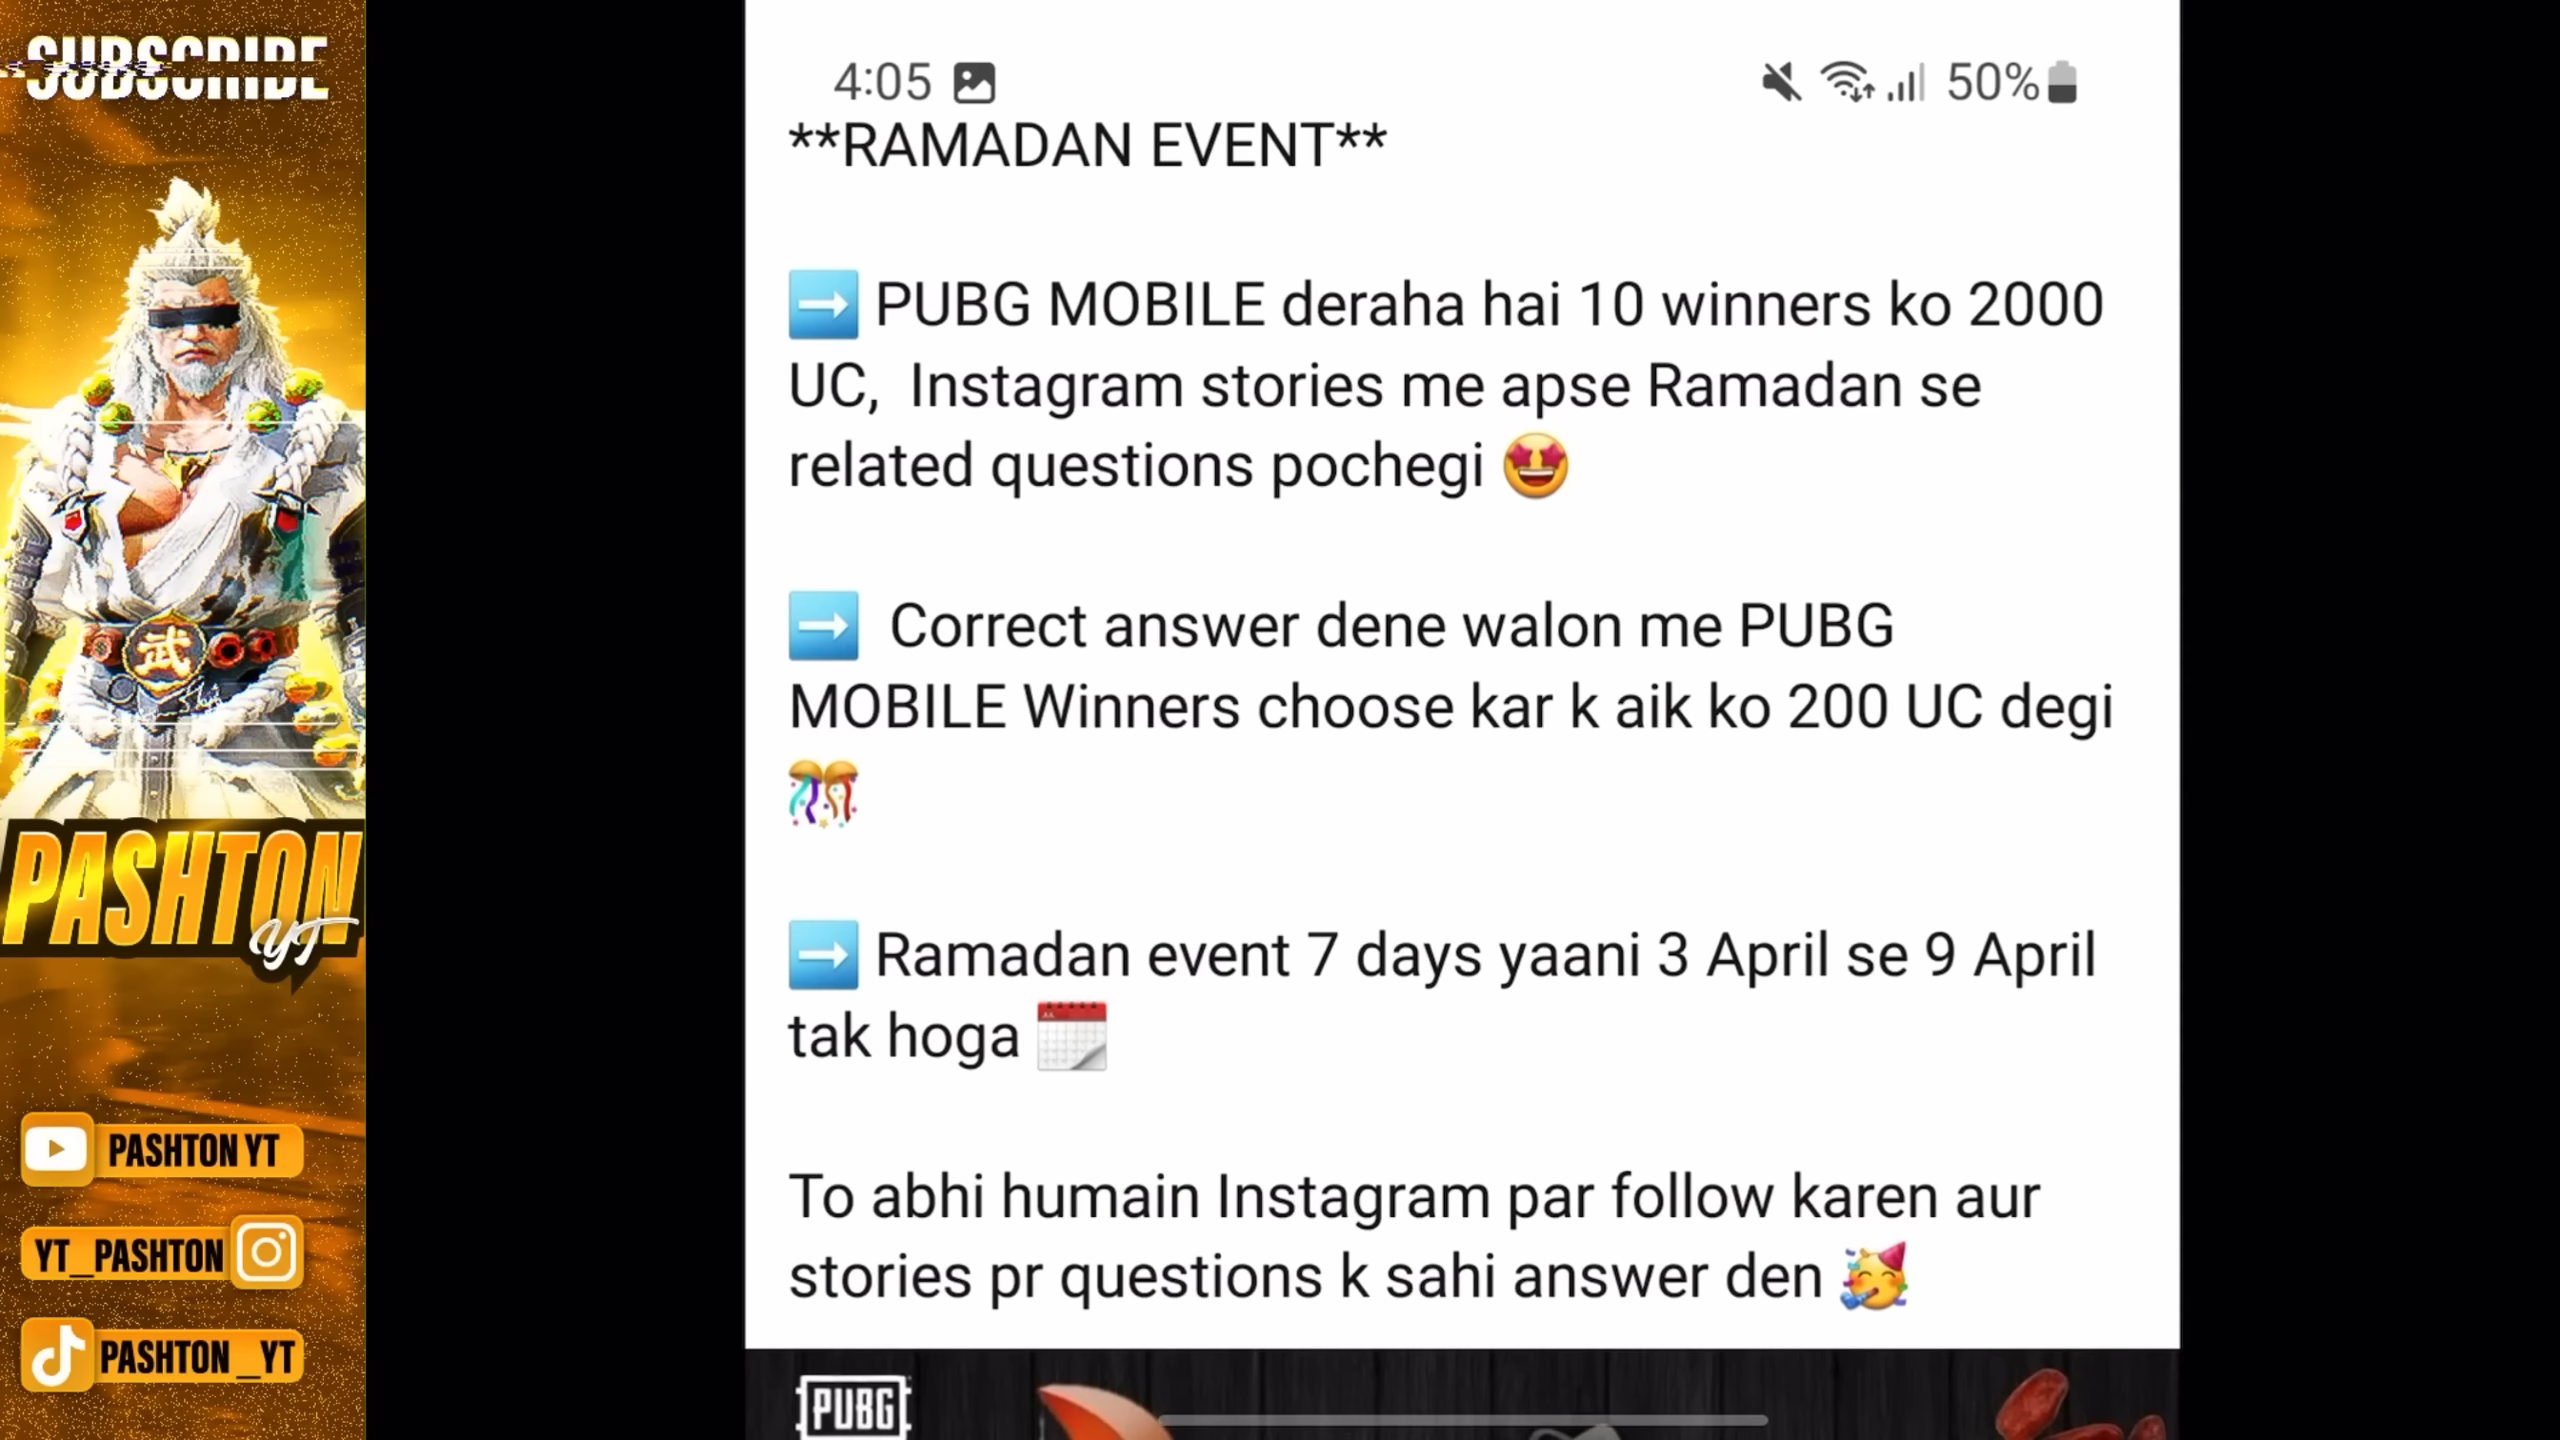 SUBSCRIBE
PASHTON
YT
PASHTON YT
YT_PASHTON
PASHTON_YT
4:05
50%
**RAMADAN EVENT**
➡️ PUBG MOBILE deraha hai 10 winners ko 2000
UC, Instagram stories me apse Ramadan se
related questions pochegi 🤩
➡️ Correct answer dene walon me PUBG
MOBILE Winners choose kar k aik ko 200 UC degi
🎊
➡️ Ramadan event 7 days yaani 3 April se 9 April
tak hoga 📅
To abhi humain Instagram par follow karen aur
stories pr questions k sahi answer den 🥳
PUBG
武